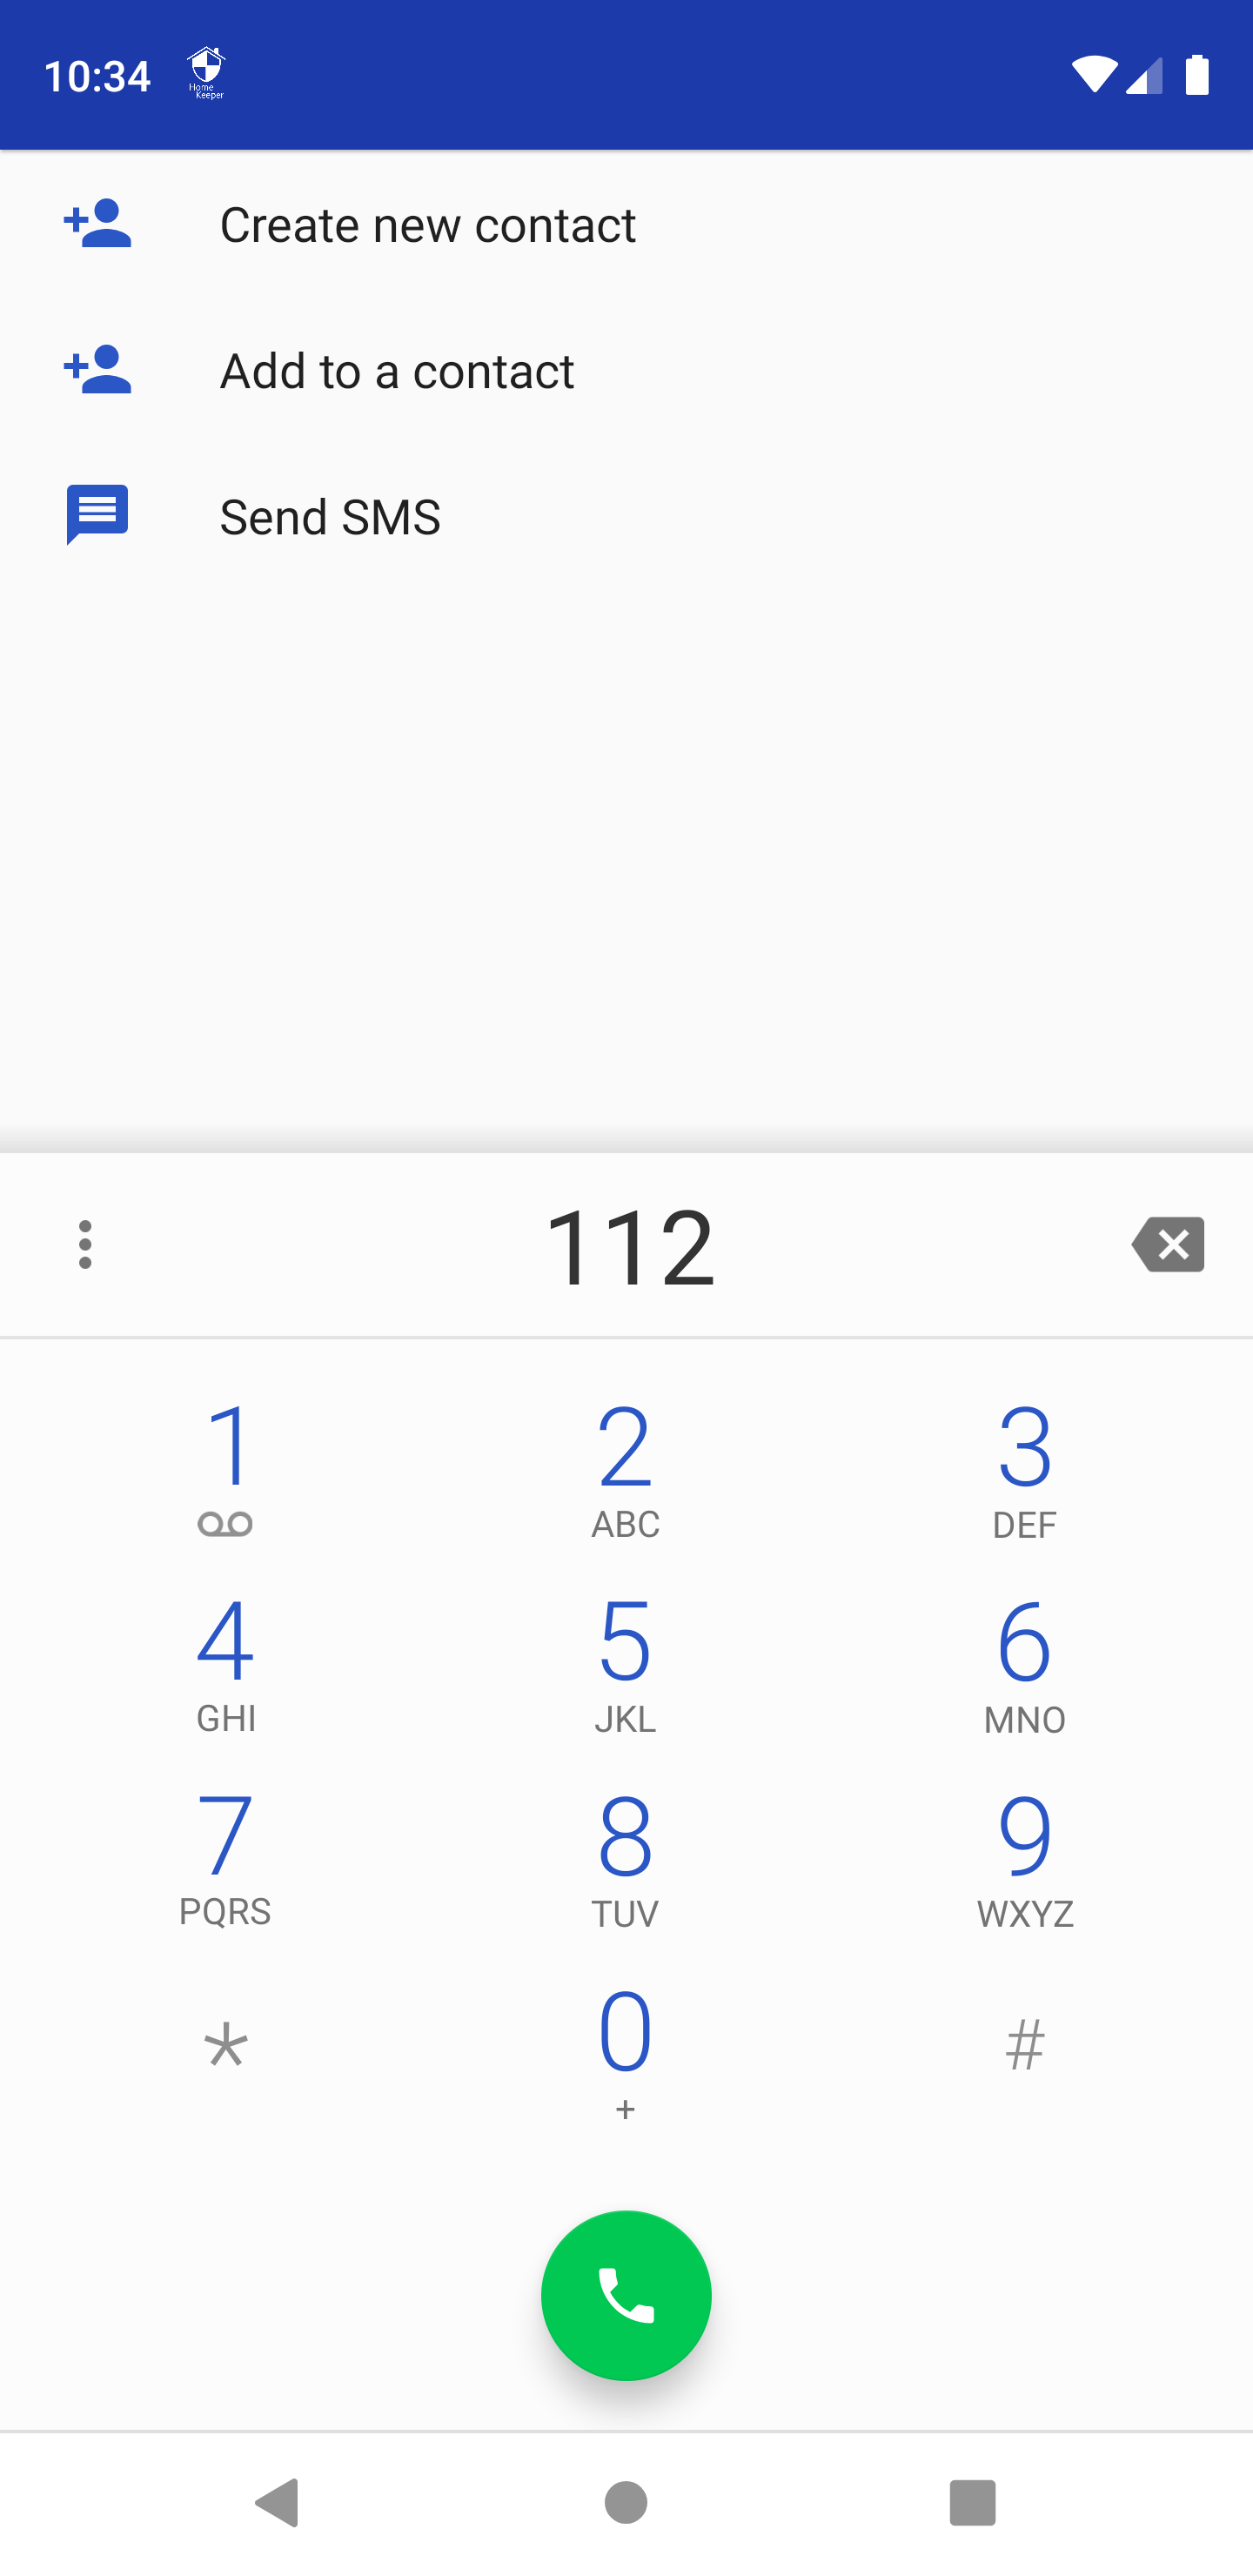 10:34
Home
Keeper
Create new contact
Add to a contact
Send SMS
112
1 2 3
ABC DEF
4 5 6
GHI JKL MNO
7 8 9
PQRS TUV WXYZ
* 0 #
+